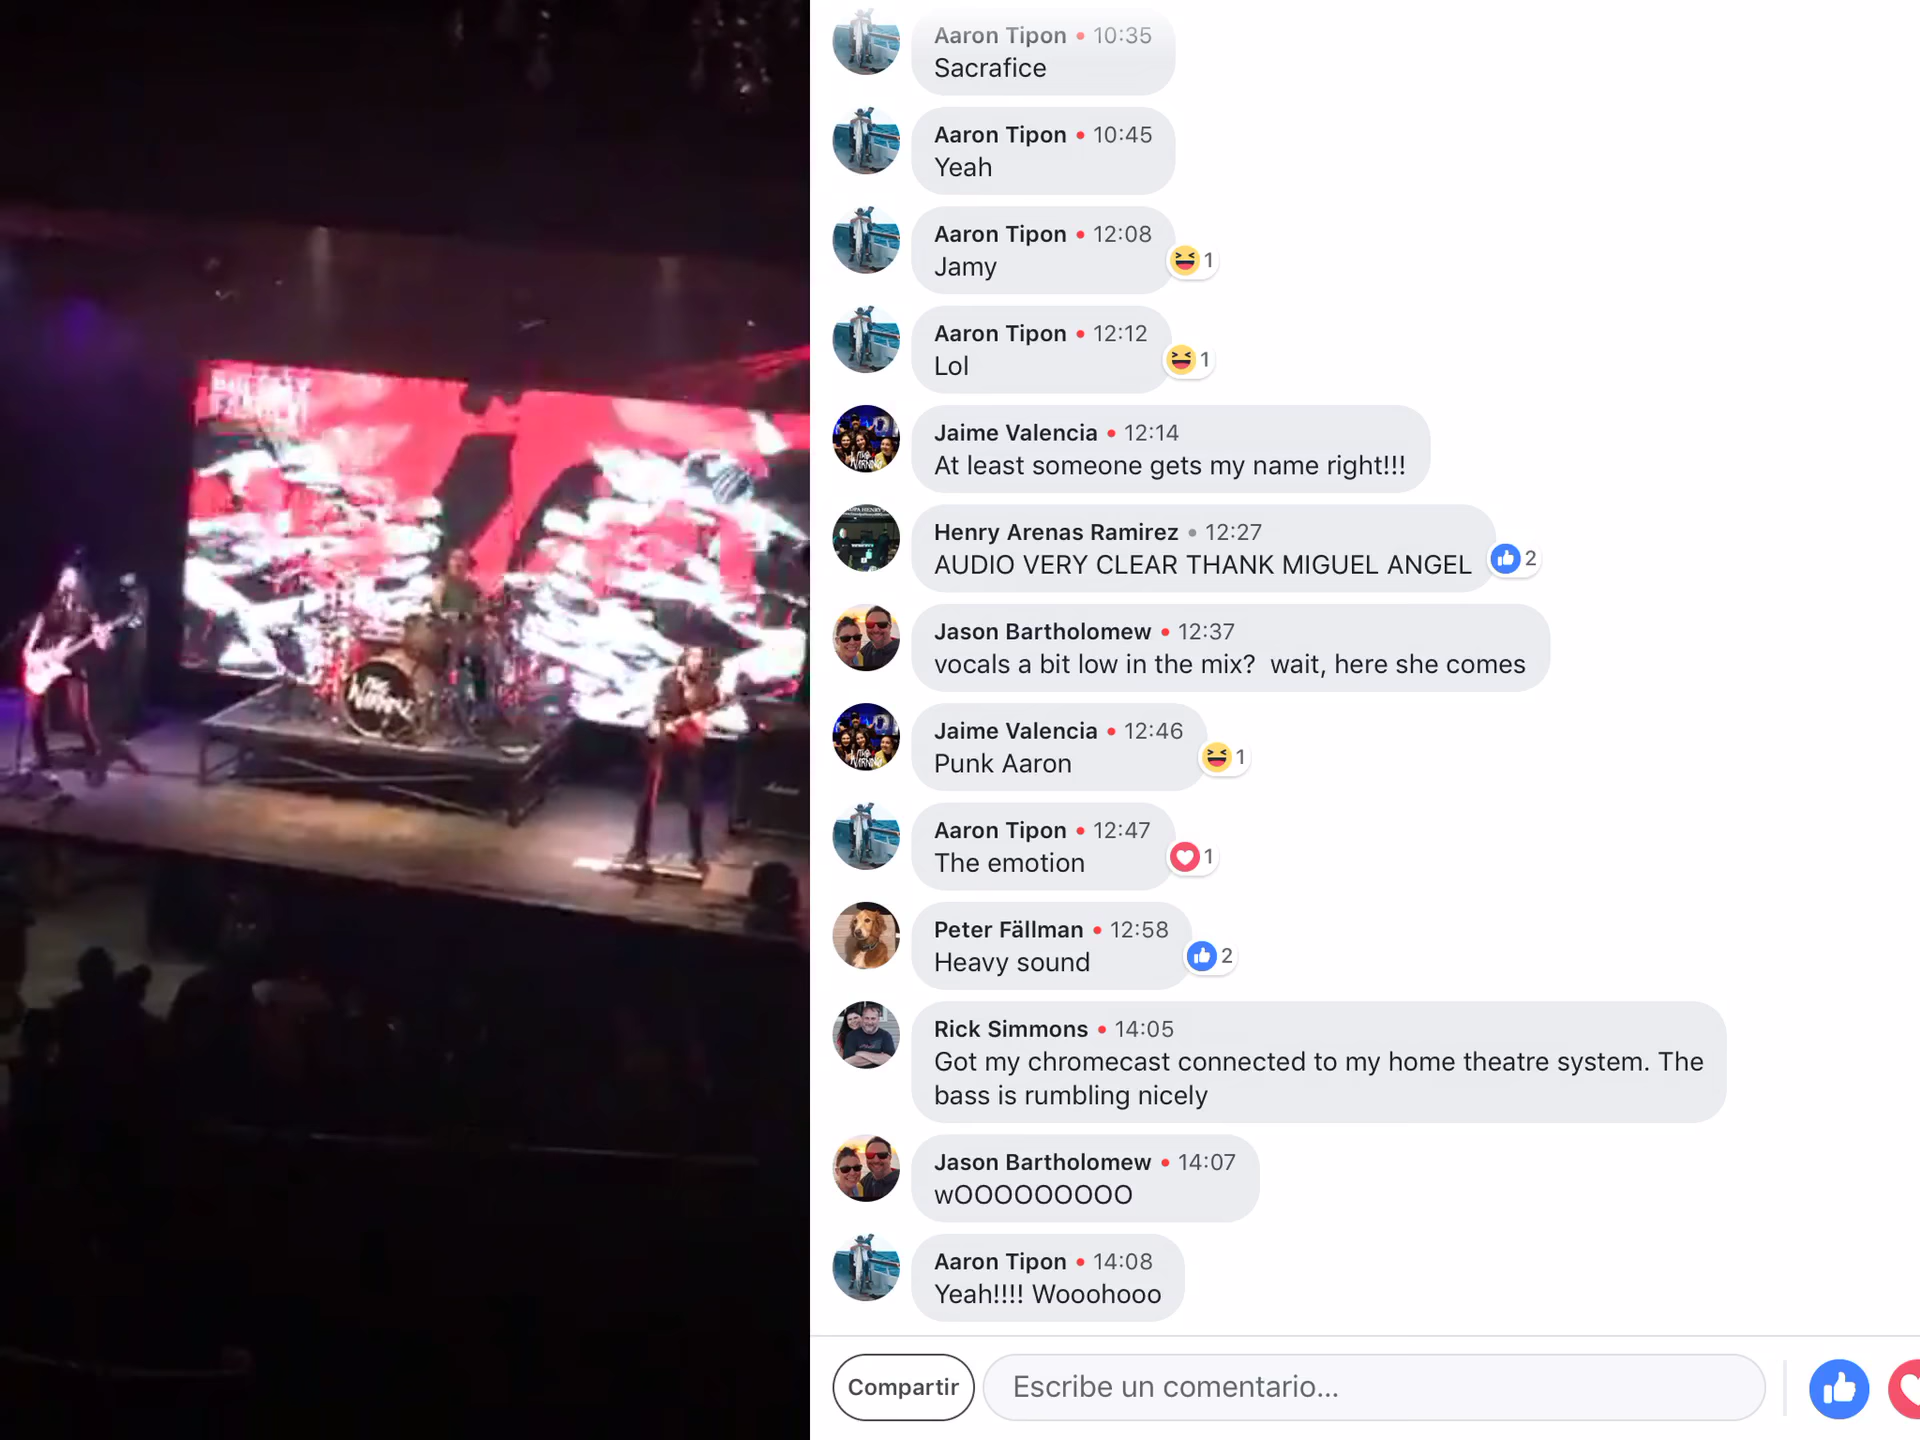 Aaron Tipon • 10:35
Sacrafice
Aaron Tipon • 10:45
Yeah
Aaron Tipon • 12:08
Jamy
1
Aaron Tipon • 12:12
Lol
1
Jaime Valencia • 12:14
At least someone gets my name right!!!
Henry Arenas Ramirez • 12:27
AUDIO VERY CLEAR THANK MIGUEL ANGEL
2
Jason Bartholomew • 12:37
vocals a bit low in the mix?  wait, here she comes
Jaime Valencia • 12:46
Punk Aaron
1
Aaron Tipon • 12:47
The emotion
1
Peter Fällman • 12:58
Heavy sound
2
Rick Simmons • 14:05
Got my chromecast connected to my home theatre system. The
bass is rumbling nicely
Jason Bartholomew • 14:07
wOOOOOOOOO
Aaron Tipon • 14:08
Yeah!!!! Wooohooo
Compartir
Escribe un comentario...
THE
WARNING